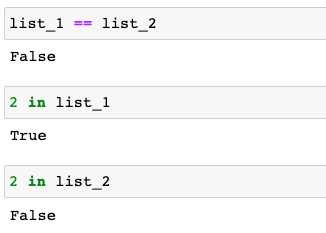 list_1 == list_2
False
2 in list_1
True
2 in list_2
False